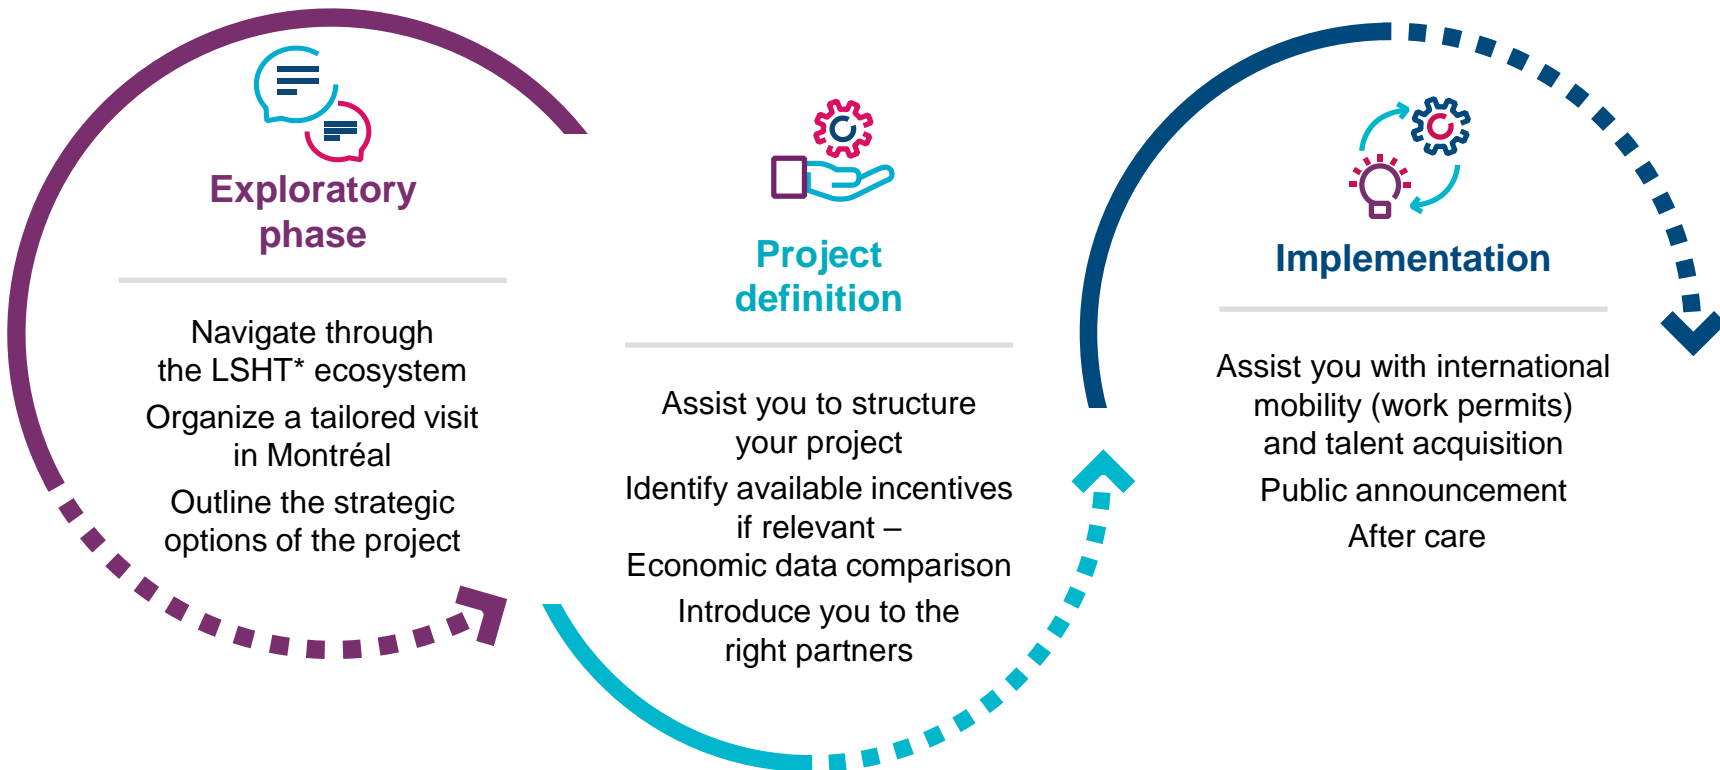 Exploratory
phase
Navigate through
the LSHT* ecosystem
Organize a tailored visit
in Montréal
Outline the strategic
options of the project
Project
definition
Assist you to structure
your project
Identify available incentives
if relevant –
Economic data comparison
Introduce you to the
right partners
Implementation
Assist you with international
mobility (work permits)
and talent acquisition
Public announcement
After care